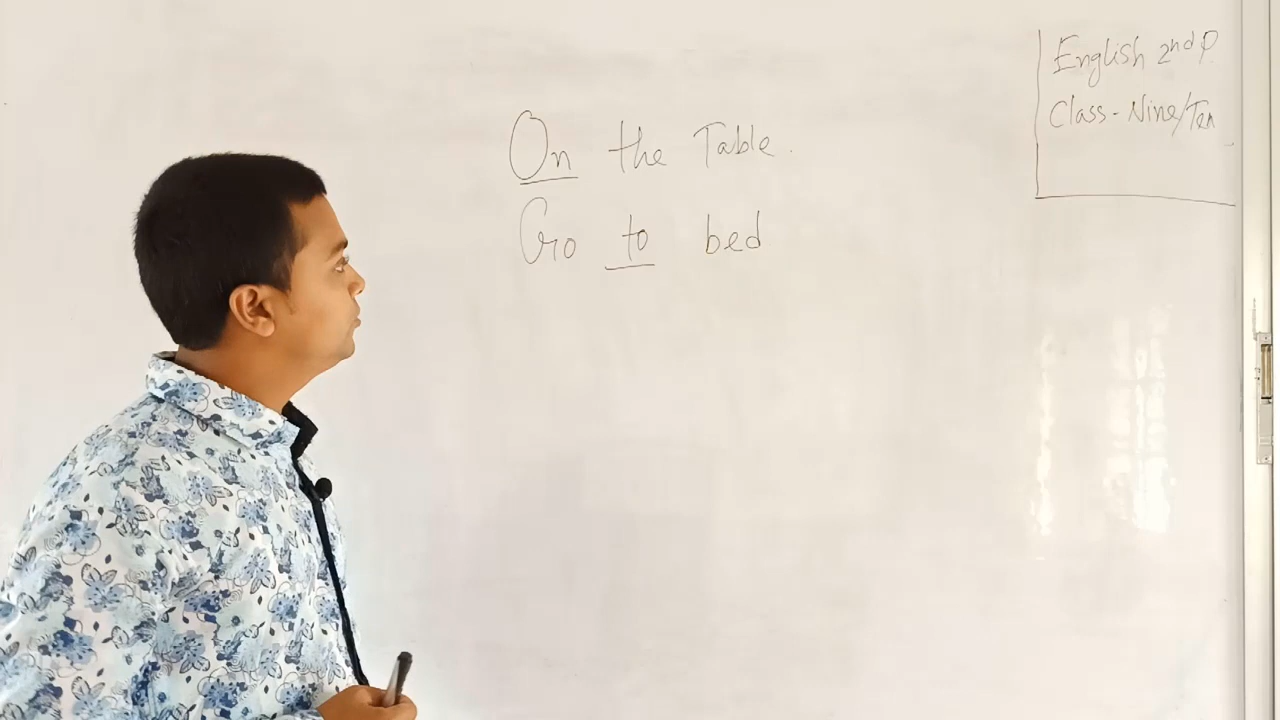 On the Table.
Go to bed
English 2nd P.
Class - Nine/Ten